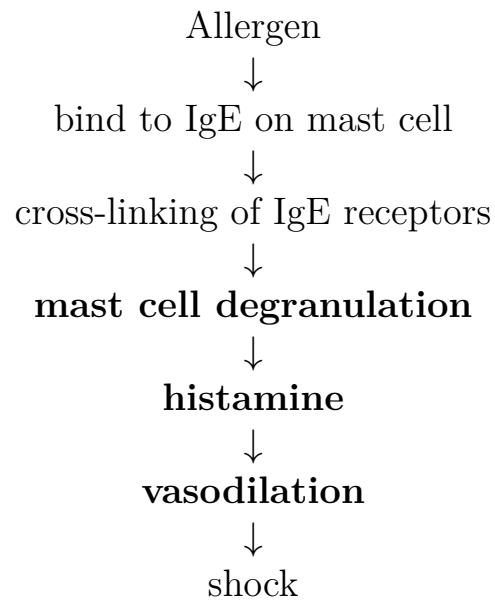 Allergen
↓
bind to IgE on mast cell
↓
cross-linking of IgE receptors
↓
mast cell degranulation
↓
histamine
↓
vasodilation
↓
shock